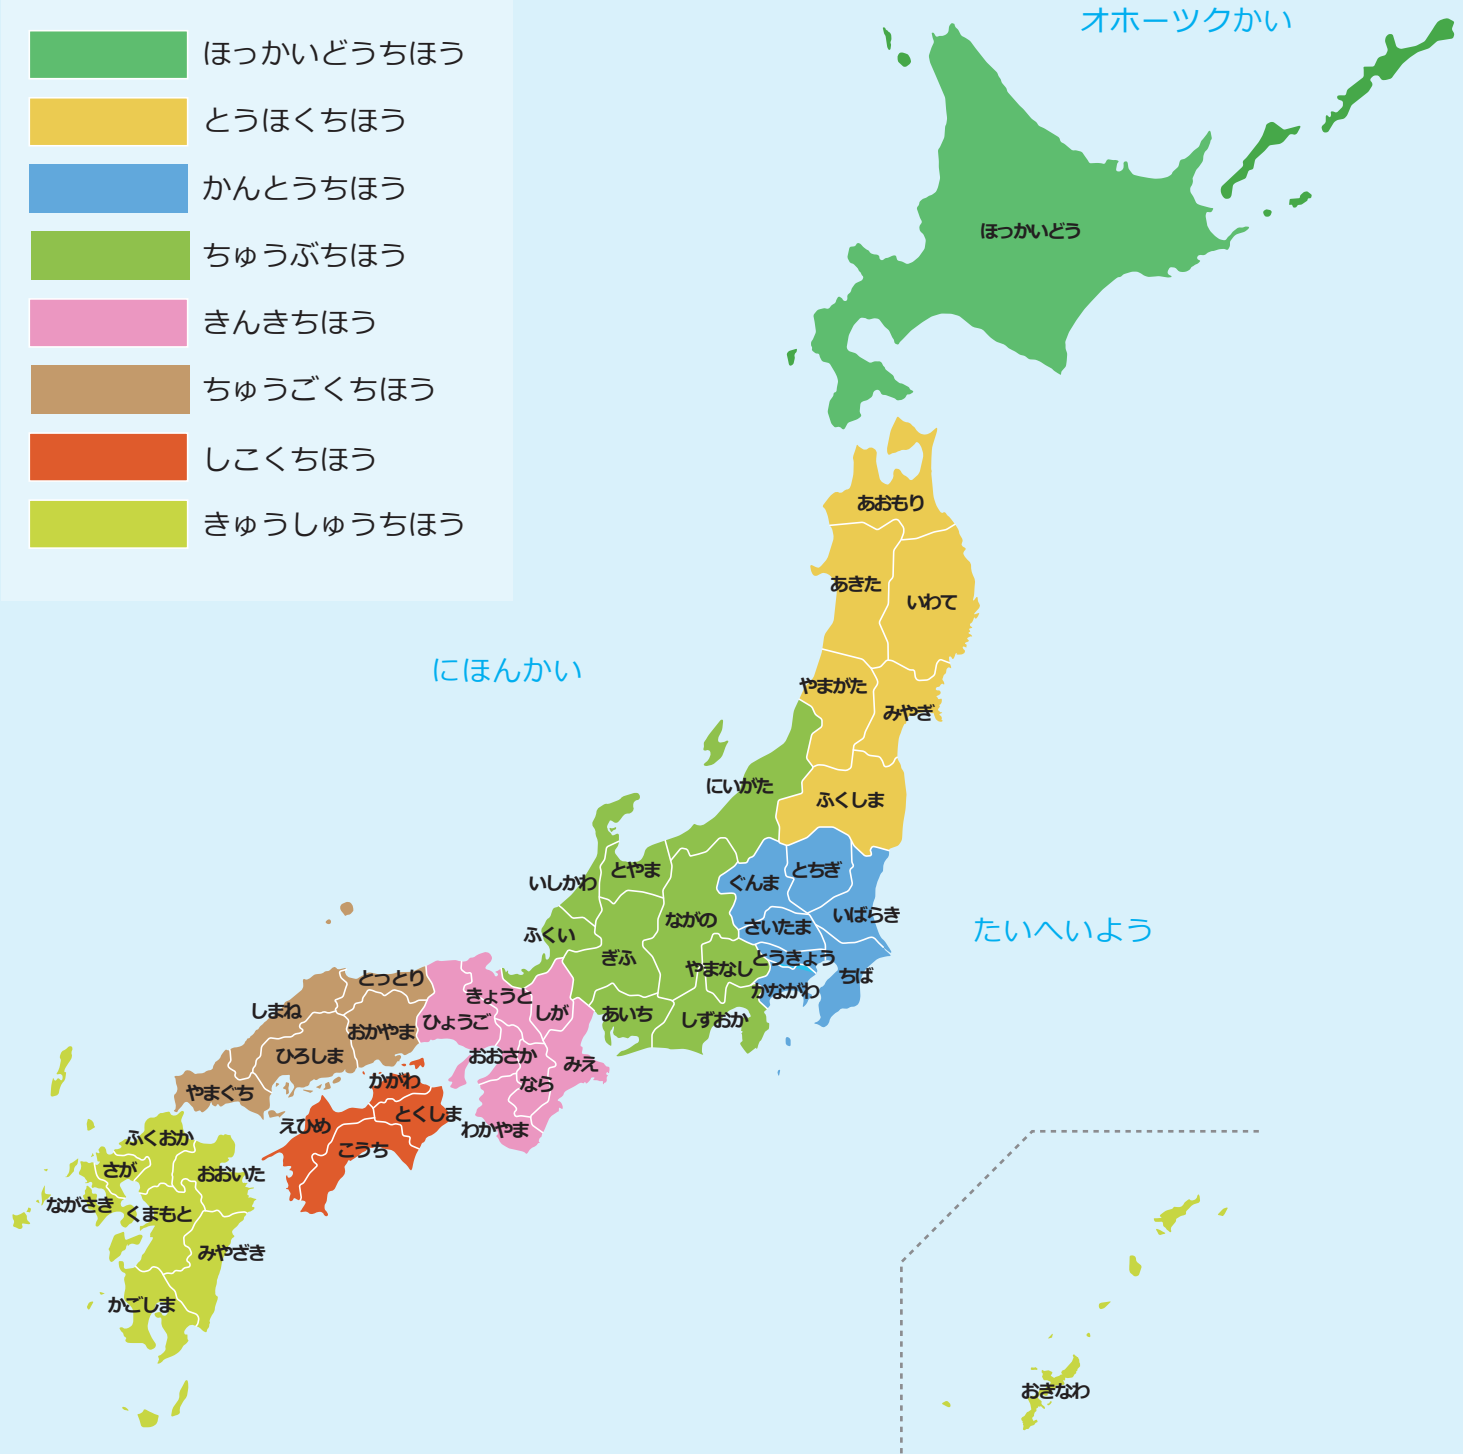 オホーツクかい
ほっかいどうちほう
とうほくちほう
かんとうちほう
ちゅうぶちほう
きんきちほう
ちゅうごくちほう
しこくちほう
きゅうしゅうちほう
ほっかいどう
あおもり
あきた
いわて
にほんかい
やまがた
みやぎ
にいがた
ふくしま
とやま
とちぎ
いしかわ
ぐんま
ながの
いばらき
ふくい
さいたま
たいへいよう
ぎふ
とうきょう
やまなし
ちば
とっとり
きょうと
かながわ
しまね
しが
あいち
しずおか
ひょうご
おかやま
ひろしま
おおさか
みえ
かがわ
なら
やまぐち
とくしま
えひめ
わかやま
ふくおか
こうち
さが
おおいた
ながさき
くまもと
みやざき
かごしま
おきなわ